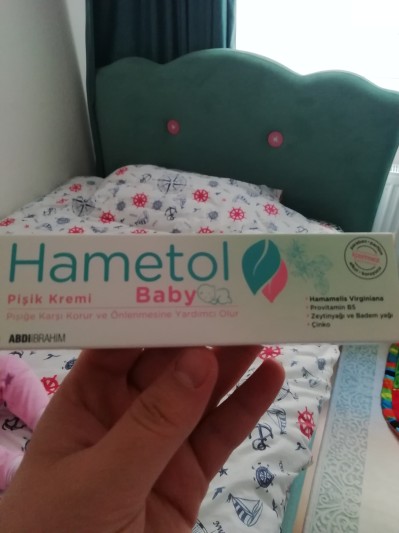 Hametol
Baby
Pişik Kremi
Pişiğe Karşı Korur ve Önlenmesine Yardımcı Olur
ABDİİBRAHİM
• Hamamelis Virginiana
• Provitamin B5
• Zeytinyağı ve Badem yağı
• Çinko